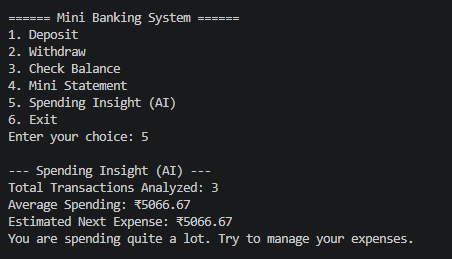 ====== Mini Banking System ======
1. Deposit
2. Withdraw
3. Check Balance
4. Mini Statement
5. Spending Insight (AI)
6. Exit
Enter your choice: 5
--- Spending Insight (AI) ---
Total Transactions Analyzed: 3
Average Spending: ₹5066.67
Estimated Next Expense: ₹5066.67
You are spending quite a lot. Try to manage your expenses.